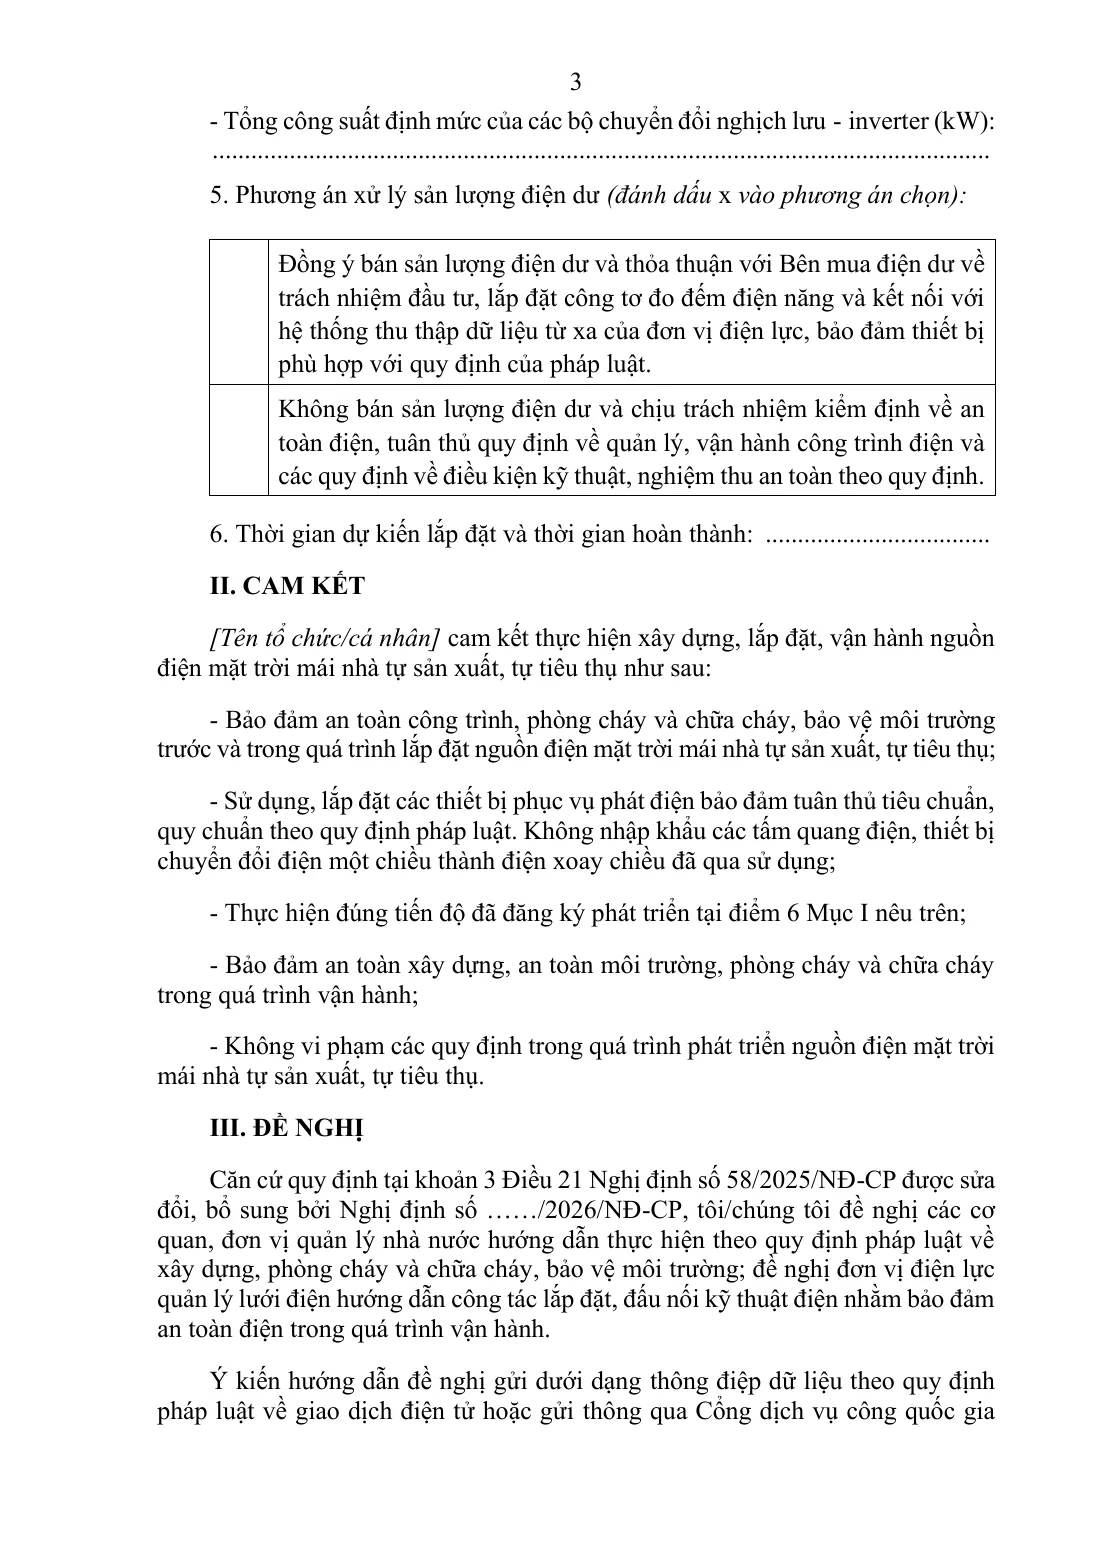 3
- Tổng công suất định mức của các bộ chuyển đổi nghịch lưu - inverter (kW):
........................................................................................................................
5. Phương án xử lý sản lượng điện dư (đánh dấu x vào phương án chọn):
Đồng ý bán sản lượng điện dư và thỏa thuận với Bên mua điện dư về
trách nhiệm đầu tư, lắp đặt công tơ đo đếm điện năng và kết nối với
hệ thống thu thập dữ liệu từ xa của đơn vị điện lực, bảo đảm thiết bị
phù hợp với quy định của pháp luật.
Không bán sản lượng điện dư và chịu trách nhiệm kiểm định về an
toàn điện, tuân thủ quy định về quản lý, vận hành công trình điện và
các quy định về điều kiện kỹ thuật, nghiệm thu an toàn theo quy định.
6. Thời gian dự kiến lắp đặt và thời gian hoàn thành: ...................................
II. CAM KẾT
[Tên tổ chức/cá nhân] cam kết thực hiện xây dựng, lắp đặt, vận hành nguồn
điện mặt trời mái nhà tự sản xuất, tự tiêu thụ như sau:
- Bảo đảm an toàn công trình, phòng cháy và chữa cháy, bảo vệ môi trường
trước và trong quá trình lắp đặt nguồn điện mặt trời mái nhà tự sản xuất, tự tiêu thụ;
- Sử dụng, lắp đặt các thiết bị phục vụ phát điện bảo đảm tuân thủ tiêu chuẩn,
quy chuẩn theo quy định pháp luật. Không nhập khẩu các tấm quang điện, thiết bị
chuyển đổi điện một chiều thành điện xoay chiều đã qua sử dụng;
- Thực hiện đúng tiến độ đã đăng ký phát triển tại điểm 6 Mục I nêu trên;
- Bảo đảm an toàn xây dựng, an toàn môi trường, phòng cháy và chữa cháy
trong quá trình vận hành;
- Không vi phạm các quy định trong quá trình phát triển nguồn điện mặt trời
mái nhà tự sản xuất, tự tiêu thụ.
III. ĐỀ NGHỊ
Căn cứ quy định tại khoản 3 Điều 21 Nghị định số 58/2025/NĐ-CP được sửa
đổi, bổ sung bởi Nghị định số ……/2026/NĐ-CP, tôi/chúng tôi đề nghị các cơ
quan, đơn vị quản lý nhà nước hướng dẫn thực hiện theo quy định pháp luật về
xây dựng, phòng cháy và chữa cháy, bảo vệ môi trường; đề nghị đơn vị điện lực
quản lý lưới điện hướng dẫn công tác lắp đặt, đấu nối kỹ thuật điện nhằm bảo đảm
an toàn điện trong quá trình vận hành.
Ý kiến hướng dẫn đề nghị gửi dưới dạng thông điệp dữ liệu theo quy định
pháp luật về giao dịch điện tử hoặc gửi thông qua Cổng dịch vụ công quốc gia